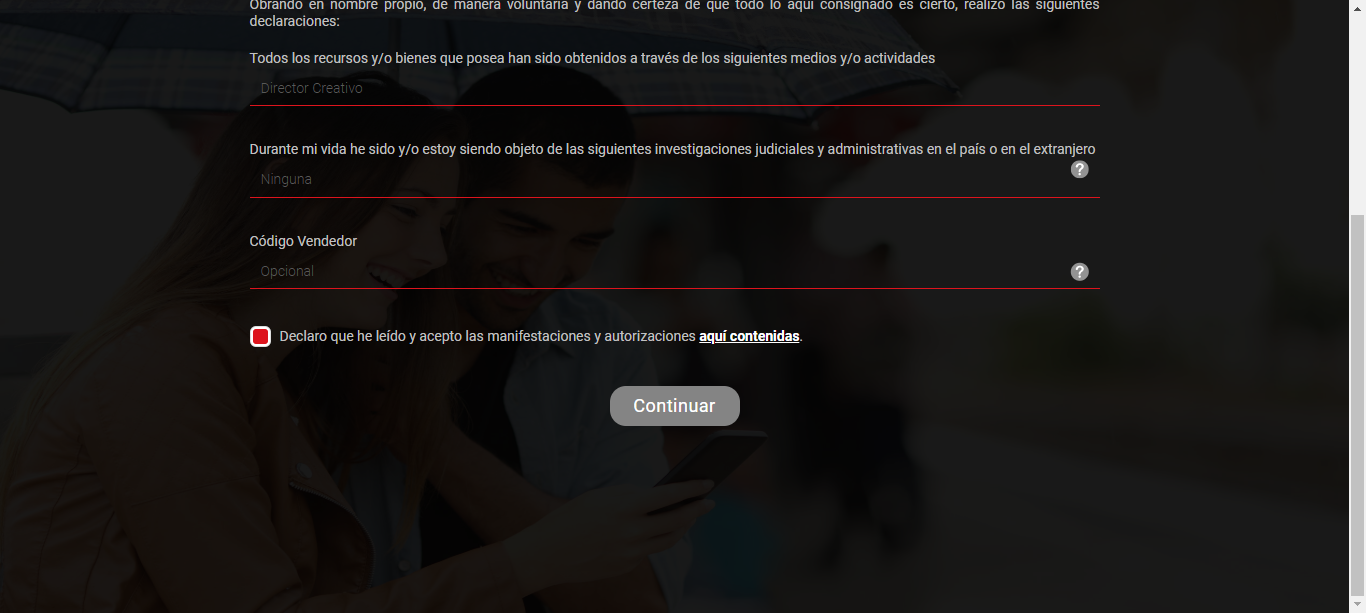 Obrando en nombre propio, de manera voluntaria y dando certeza de que todo lo aquí consignado es cierto, realizo las siguientes
declaraciones:
Todos los recursos y/o bienes que posea han sido obtenidos a través de los siguientes medios y/o actividades
Director Creativo
Durante mi vida he sido y/o estoy siendo objeto de las siguientes investigaciones judiciales y administrativas en el país o en el extranjero
?
Ninguna
Código Vendedor
Opcional
?
Declaro que he leído y acepto las manifestaciones y autorizaciones aquí contenidas.
Continuar